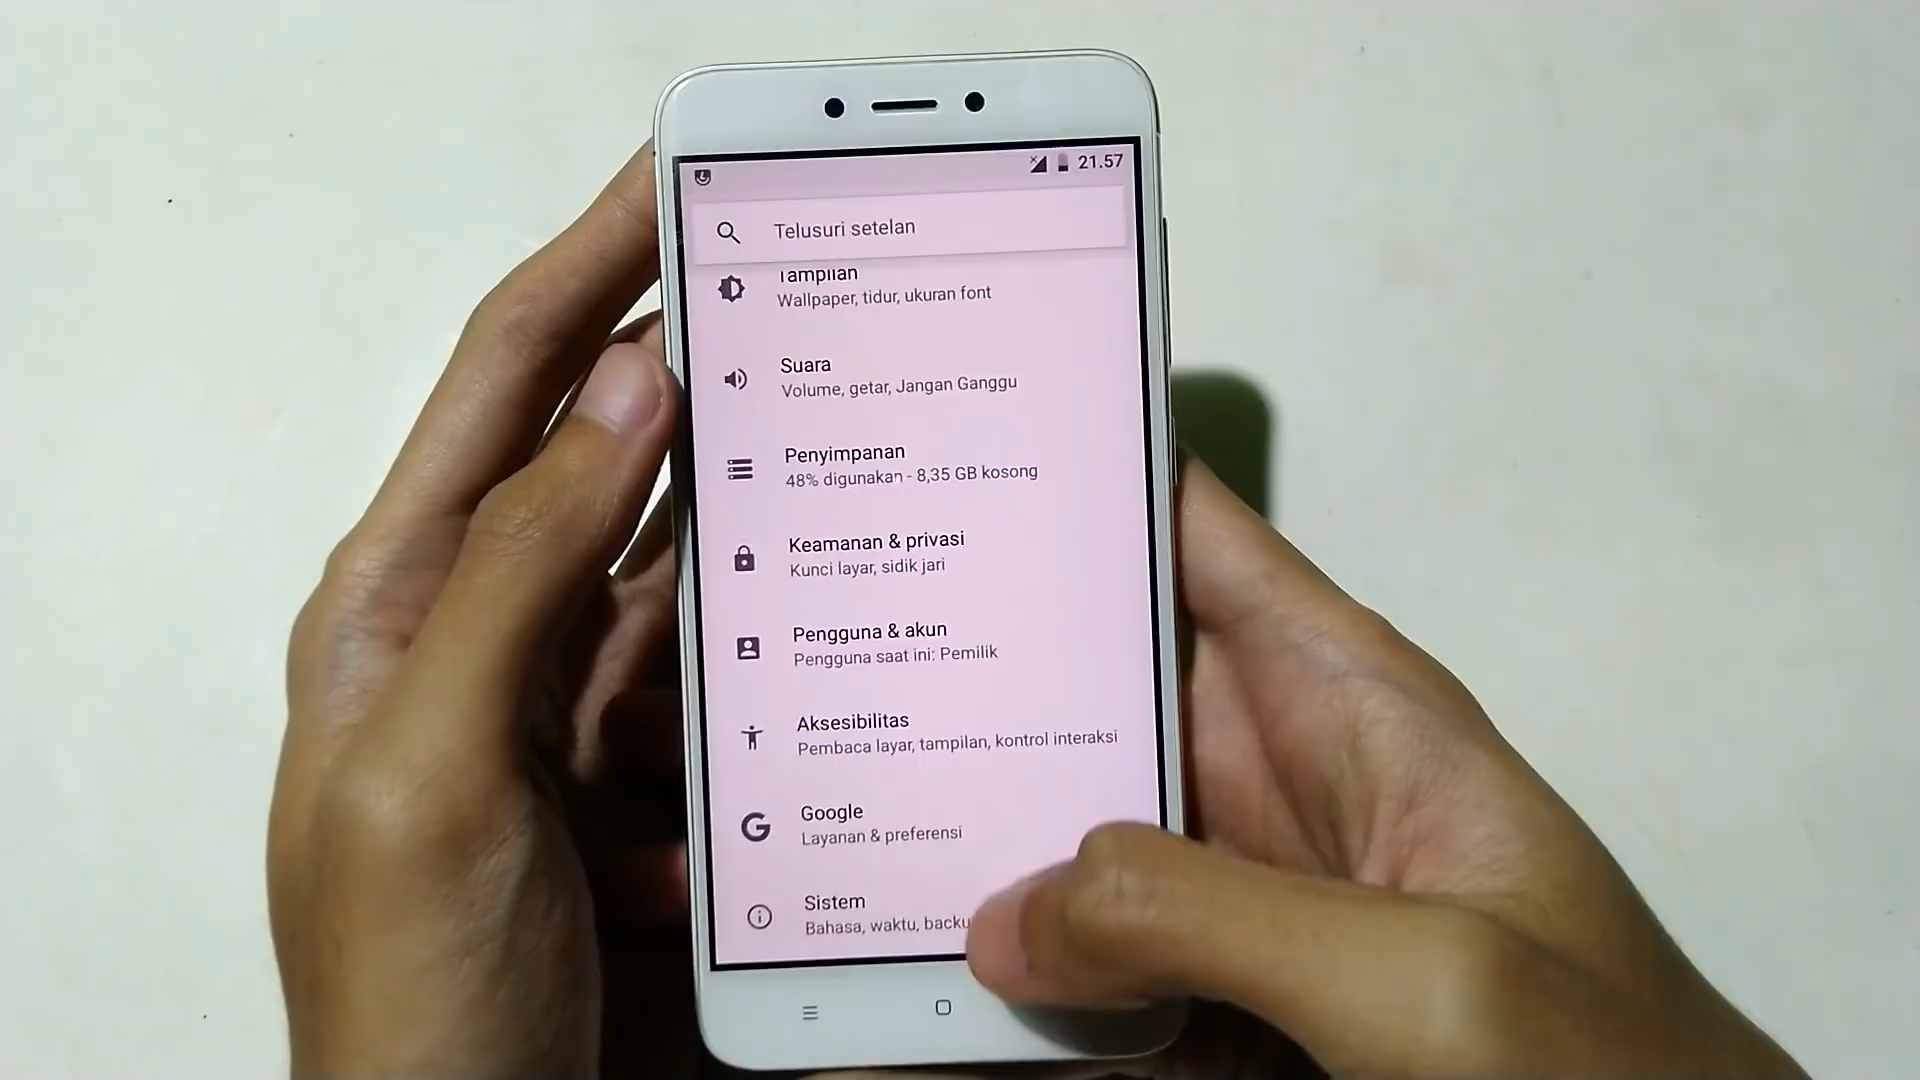 21.57
Telusuri setelan
Tampilan
Wallpaper, tidur, ukuran font
Suara
Volume, getar, Jangan Ganggu
Penyimpanan
48% digunakan - 8,35 GB kosong
Keamanan & privasi
Kunci layar, sidik jari
Pengguna & akun
Pengguna saat ini: Pemilik
Aksesibilitas
Pembaca layar, tampilan, kontrol interaksi
Google
Layanan & preferensi
Sistem
Bahasa, waktu, backu